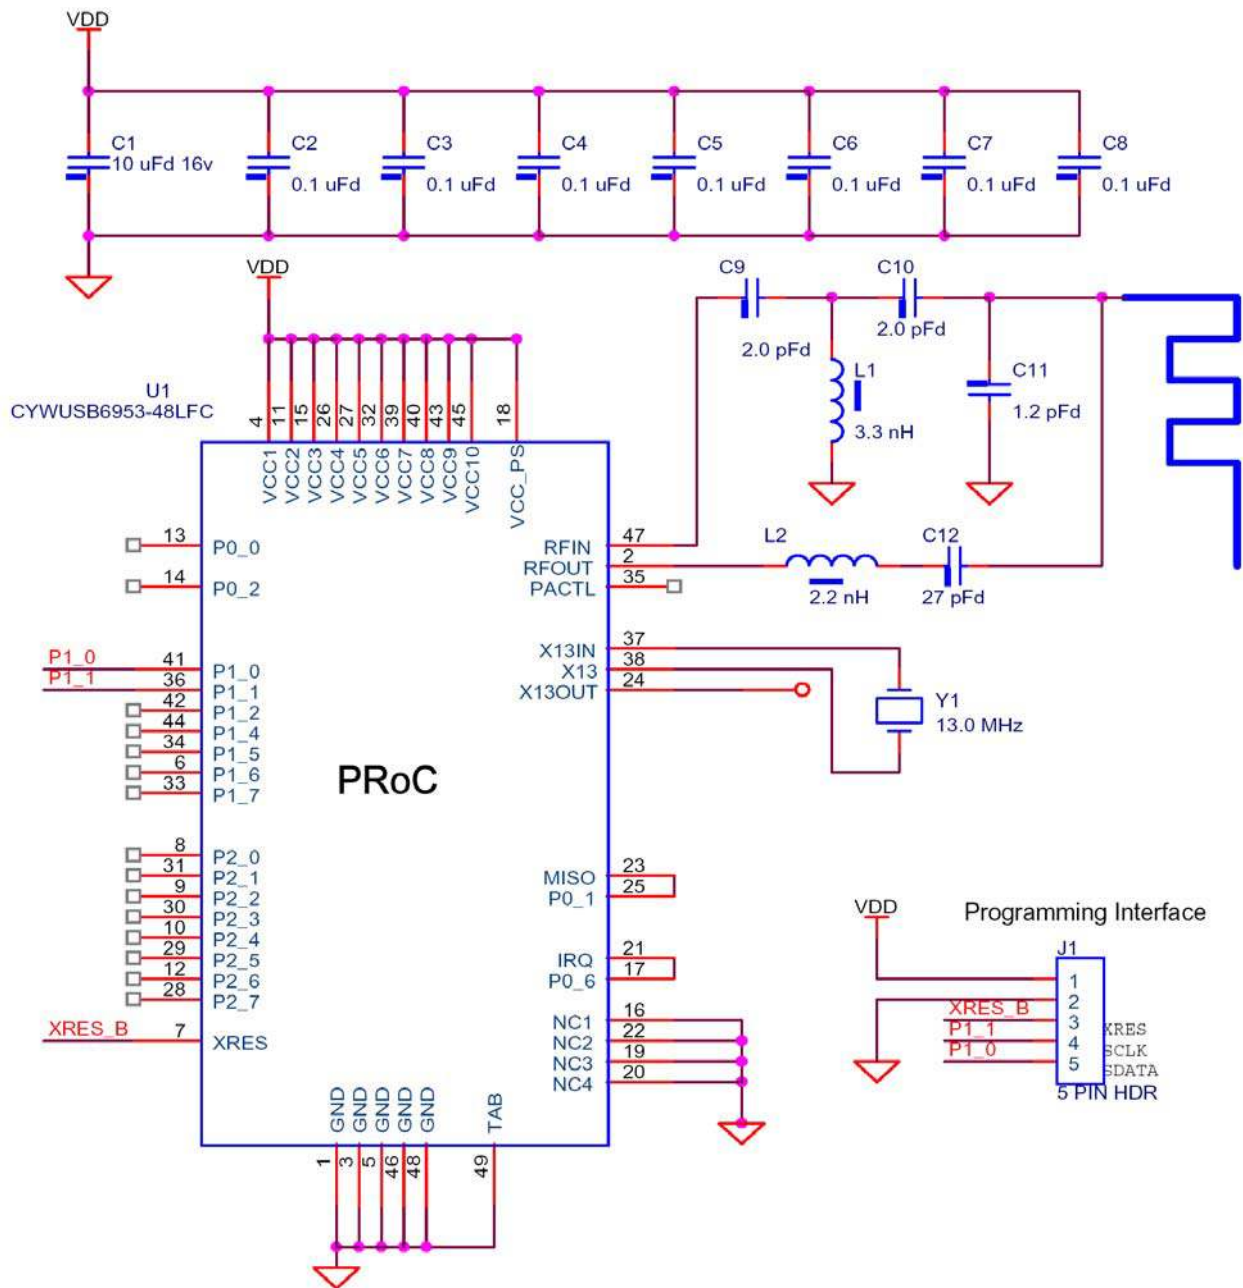 VDD
C1
10 uFd 16v
C2
0.1 uFd
C3
0.1 uFd
C4
0.1 uFd
C5
0.1 uFd
C6
0.1 uFd
C7
0.1 uFd
C8
0.1 uFd
VDD
C9
2.0 pFd
C10
2.0 pFd
L1
3.3 nH
C11
1.2 pFd
U1
CYWUSB6953-48LFC
4 11 15 26 27 32 39 40 43 45 18
VCC1 VCC2 VCC3 VCC4 VCC5 VCC6 VCC7 VCC8 VCC9 VCC10 VCC_PS
13 P0_0
14 P0_2
P1_0 41 P1_0
P1_1 36 P1_1
42 P1_2
44 P1_4
34 P1_5
6 P1_6
33 P1_7
8 P2_0
31 P2_1
9 P2_2
30 P2_3
10 P2_4
29 P2_5
12 P2_6
28 P2_7
XRES_B 7 XRES
PRoC
RFIN 47
RFOUT 2
PACTL 35
L2
2.2 nH
C12
27 pFd
X13IN 37
X13 38
X13OUT 24
Y1
13.0 MHz
MISO 23
P0_1 25
IRQ 21
P0_6 17
NC1 16
NC2 22
NC3 19
NC4 20
GND GND GND GND GND TAB
1 3 5 46 48 49
Programming Interface
VDD
J1
1
2
XRES_B 3 XRES
P1_1 4 SCLK
P1_0 5 SDATA
5 PIN HDR